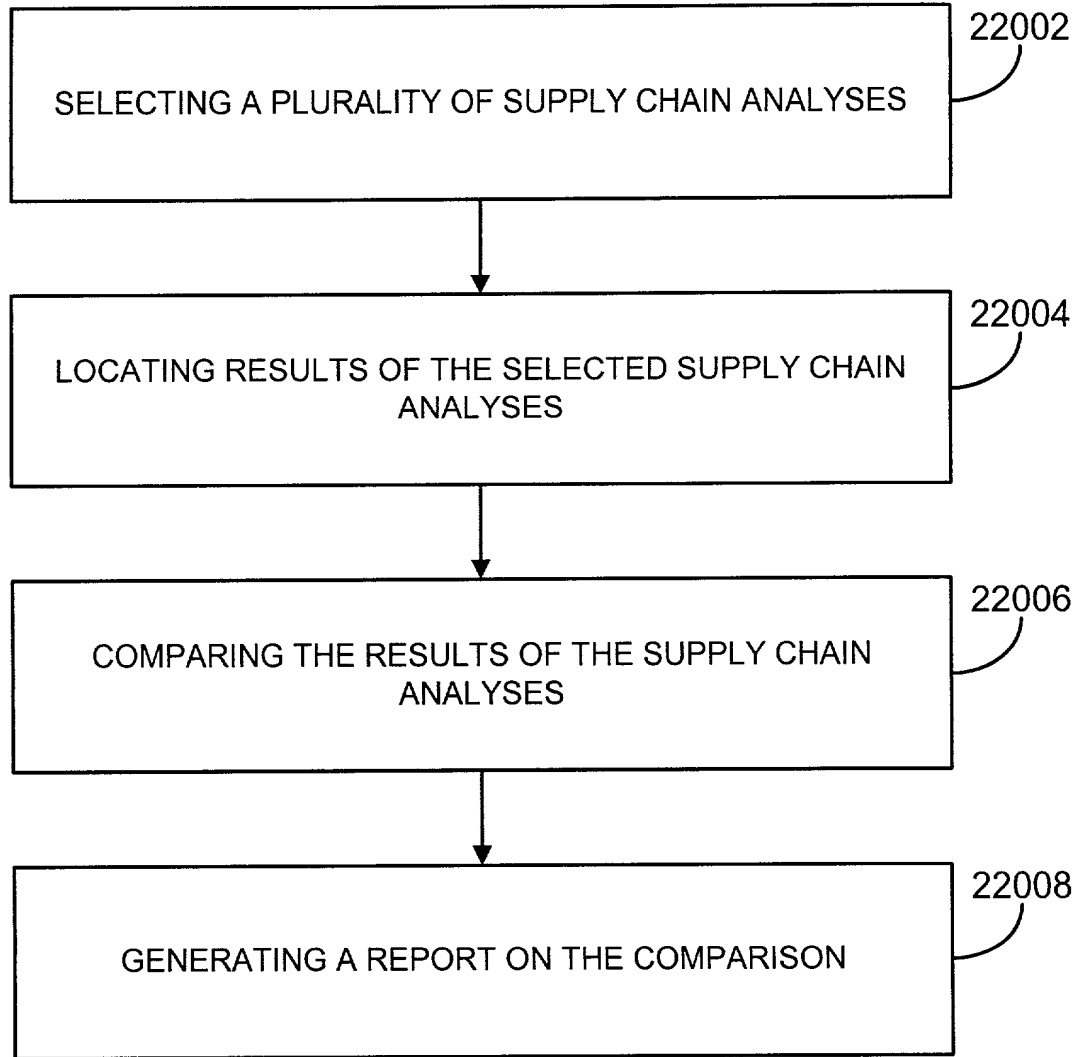 22002
SELECTING A PLURALITY OF SUPPLY CHAIN ANALYSES
22004
LOCATING RESULTS OF THE SELECTED SUPPLY CHAIN
ANALYSES
22006
COMPARING THE RESULTS OF THE SUPPLY CHAIN
ANALYSES
22008
GENERATING A REPORT ON THE COMPARISON